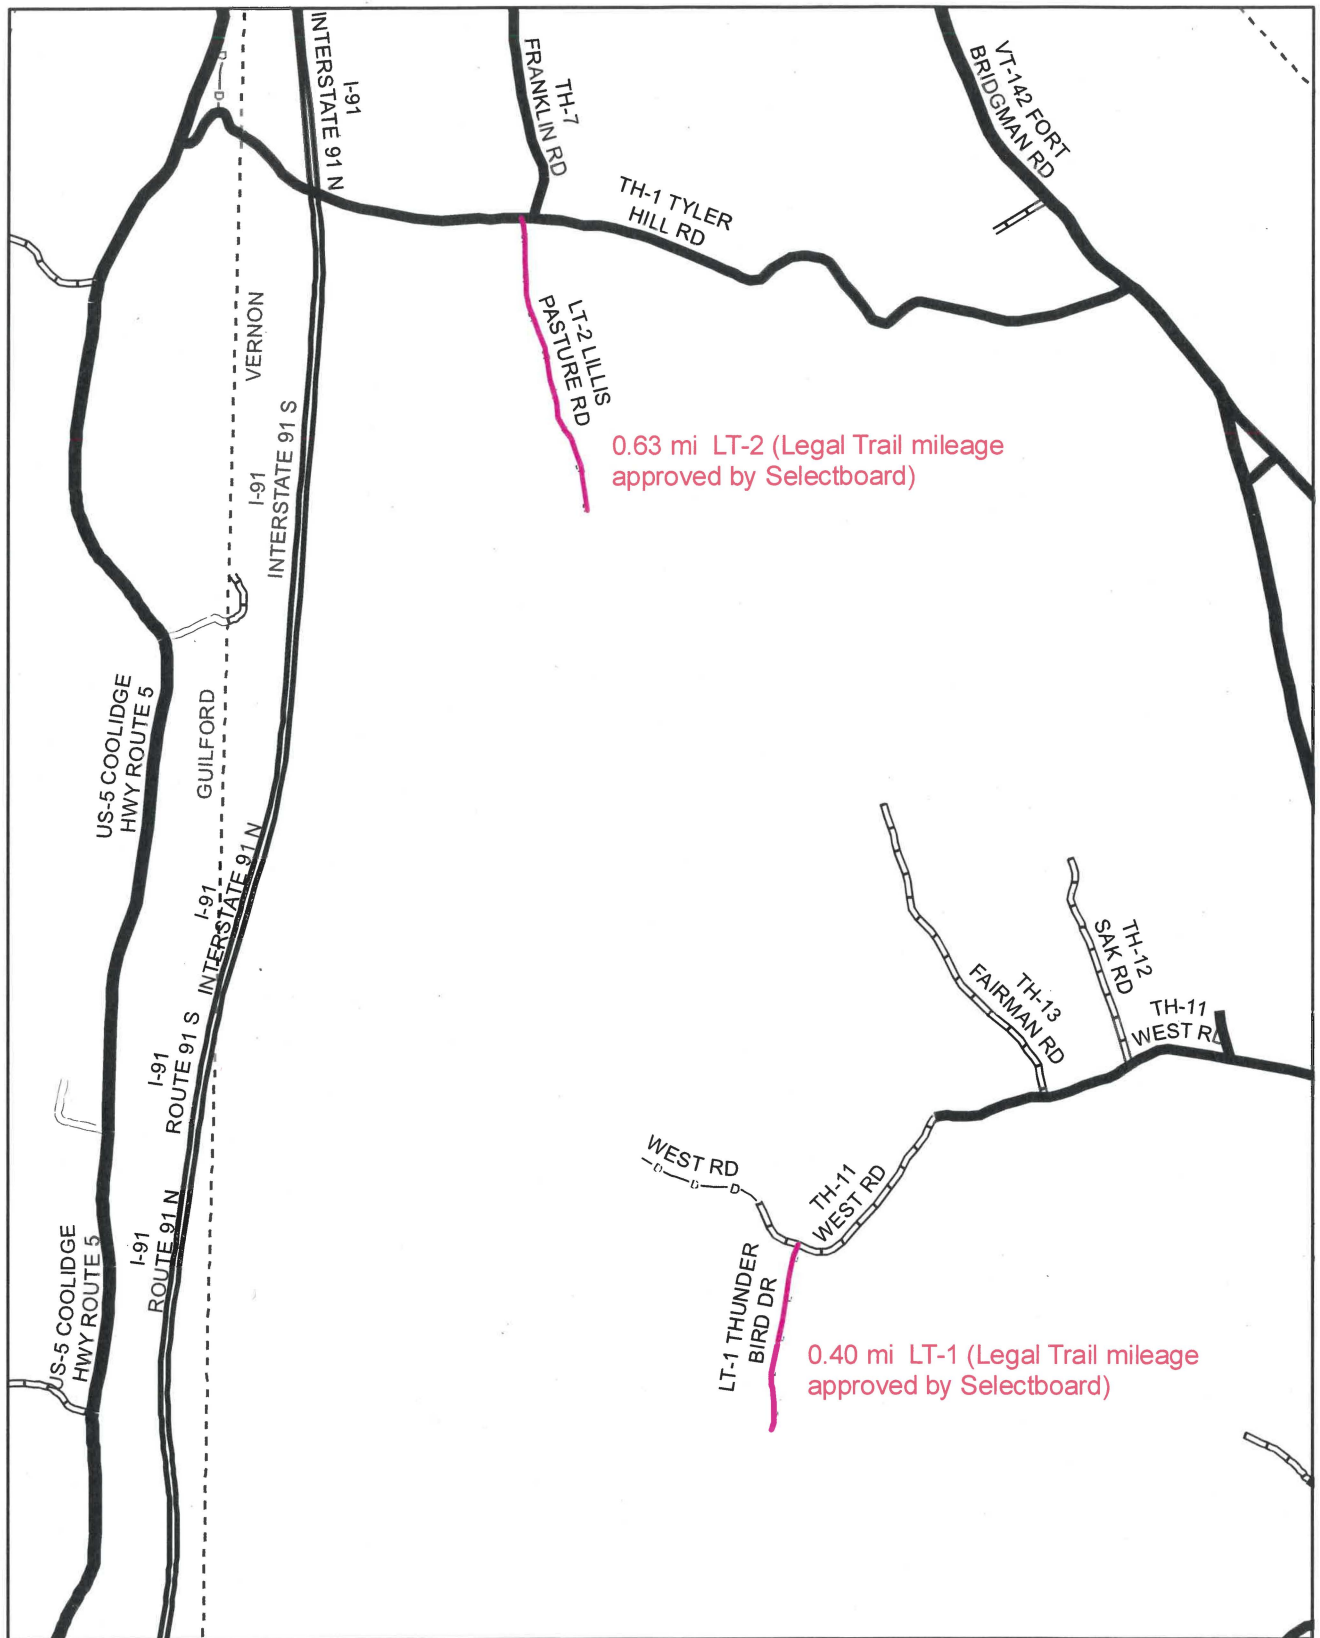 I-91
INTERSTATE 91 N
TH-7
FRANKLIN RD
VT-142 FORT
BRIDGMAN RD
D
D
TH-1 TYLER
HILL RD
VERNON
LT-2 LILLIS
PASTURE RD
I-91
INTERSTATE 91 S
0.63 mi LT-2 (Legal Trail mileage
approved by Selectboard)
US-5 COOLIDGE
HWY ROUTE 5
GUILFORD
I-91
INTERSTATE 91 N
TH-12
SAK RD
TH-13
FAIRMAN RD
TH-11
WEST RD
I-91
ROUTE 91 S
WEST RD
D
D
D
TH-11
WEST RD
I-91
ROUTE 91 N
US-5 COOLIDGE
HWY ROUTE 5
LT-1 THUNDER
BIRD DR
0.40 mi LT-1 (Legal Trail mileage
approved by Selectboard)